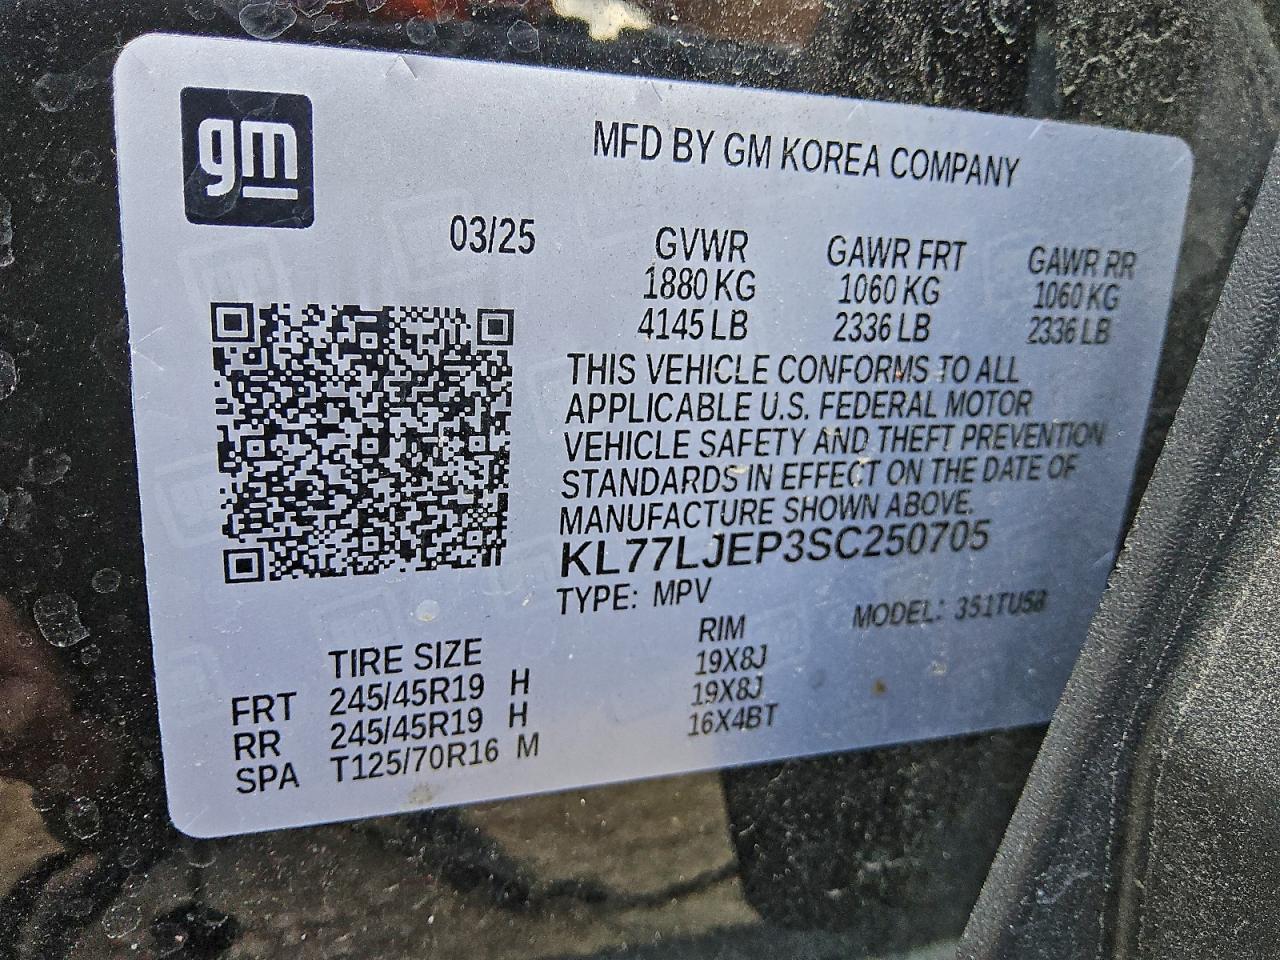 gm
MFD BY GM KOREA COMPANY
03/25
GVWR GAWR FRT GAWR RR
1880 KG 1060 KG 1060 KG
4145 LB 2336 LB 2336 LB
THIS VEHICLE CONFORMS TO ALL
APPLICABLE U.S. FEDERAL MOTOR
VEHICLE SAFETY AND THEFT PREVENTION
STANDARDS IN EFFECT ON THE DATE OF
MANUFACTURE SHOWN ABOVE.
KL77LJEP3SC250705
TYPE: MPV MODEL: 351TU58
TIRE SIZE RIM
FRT 245/45R19 H 19X8J
RR 245/45R19 H 19X8J
SPA T125/70R16 M 16X4BT